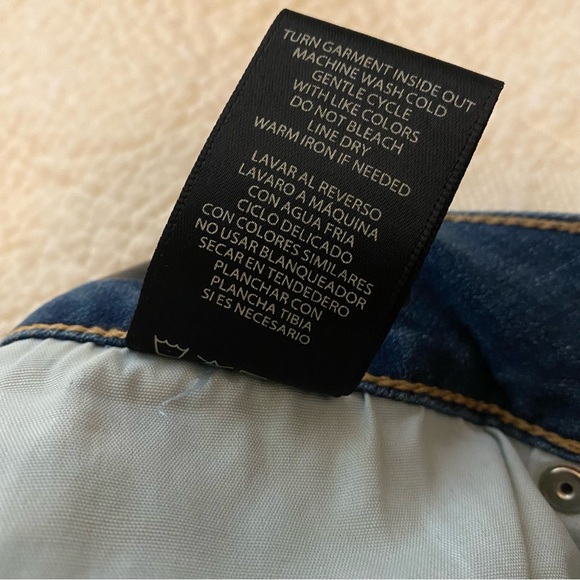 TURN GARMENT INSIDE OUT
MACHINE WASH COLD
GENTLE CYCLE
WITH LIKE COLORS
DO NOT BLEACH
LINE DRY
WARM IRON IF NEEDED
LAVAR AL REVERSO
LAVARO A MÁQUINA
CON AGUA FRIA
CICLO DELICADO
CON COLORES SIMILARES
NO USAR BLANQUEADOR
SECAR EN TENDEDERO
PLANCHAR CON
PLANCHA TIBIA
SI ES NECESARIO